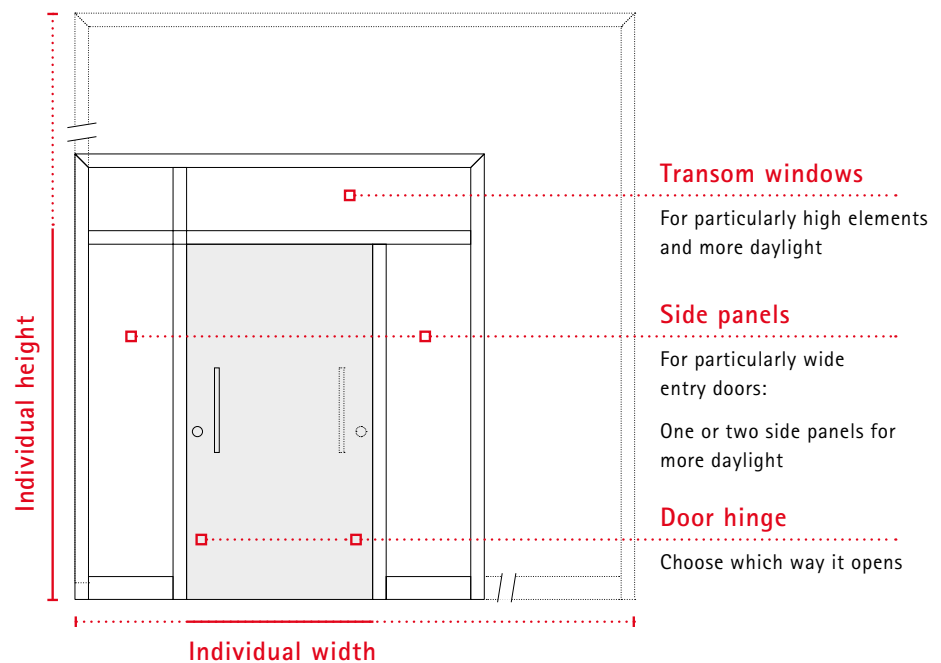 Transom windows
For particularly high elements
and more daylight
Side panels
For particularly wide
entry doors:
One or two side panels for
more daylight
Door hinge
Choose which way it opens
Individual height
Individual width